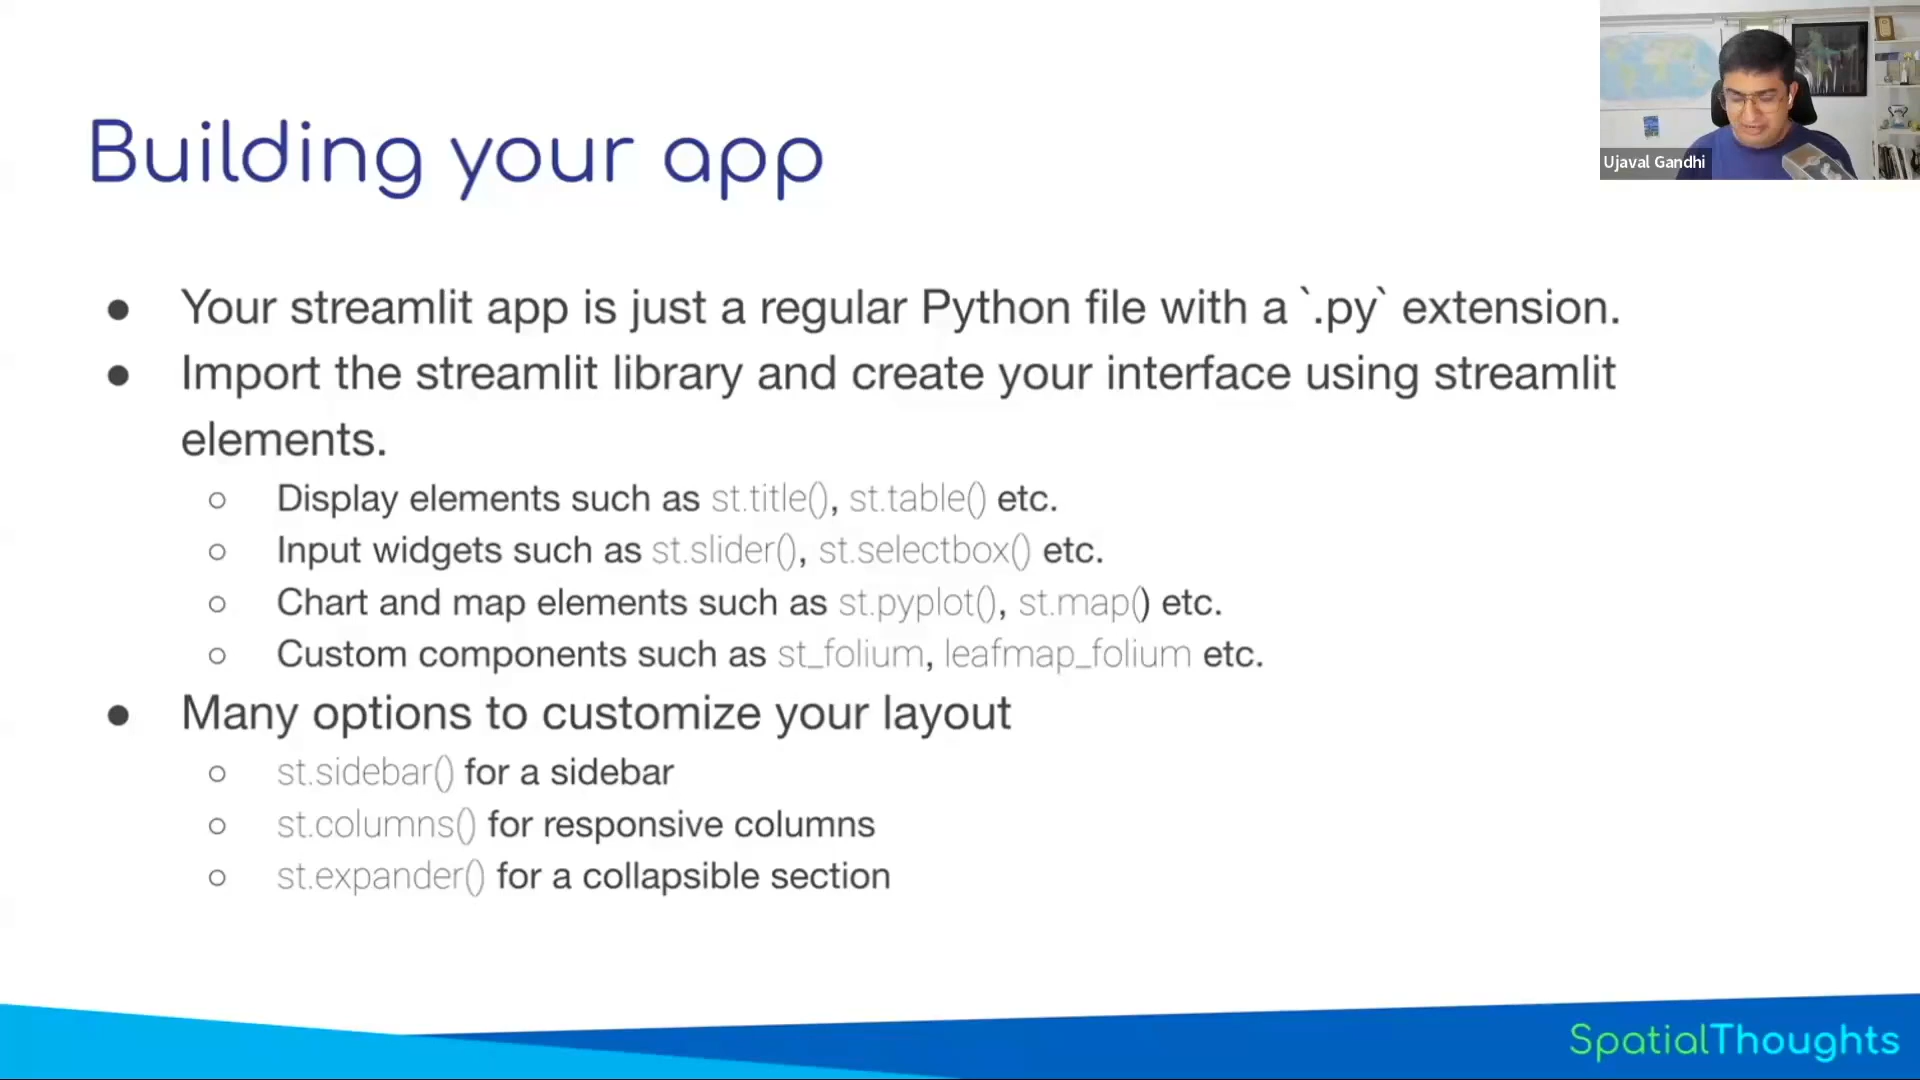 Building your app
Ujaval Gandhi
● Your streamlit app is just a regular Python file with a `.py` extension.
● Import the streamlit library and create your interface using streamlit
elements.
○ Display elements such as st.title(), st.table() etc.
○ Input widgets such as st.slider(), st.selectbox() etc.
○ Chart and map elements such as st.pyplot(), st.map() etc.
○ Custom components such as st_folium, leafmap_folium etc.
● Many options to customize your layout
○ st.sidebar() for a sidebar
○ st.columns() for responsive columns
○ st.expander() for a collapsible section
SpatialThoughts